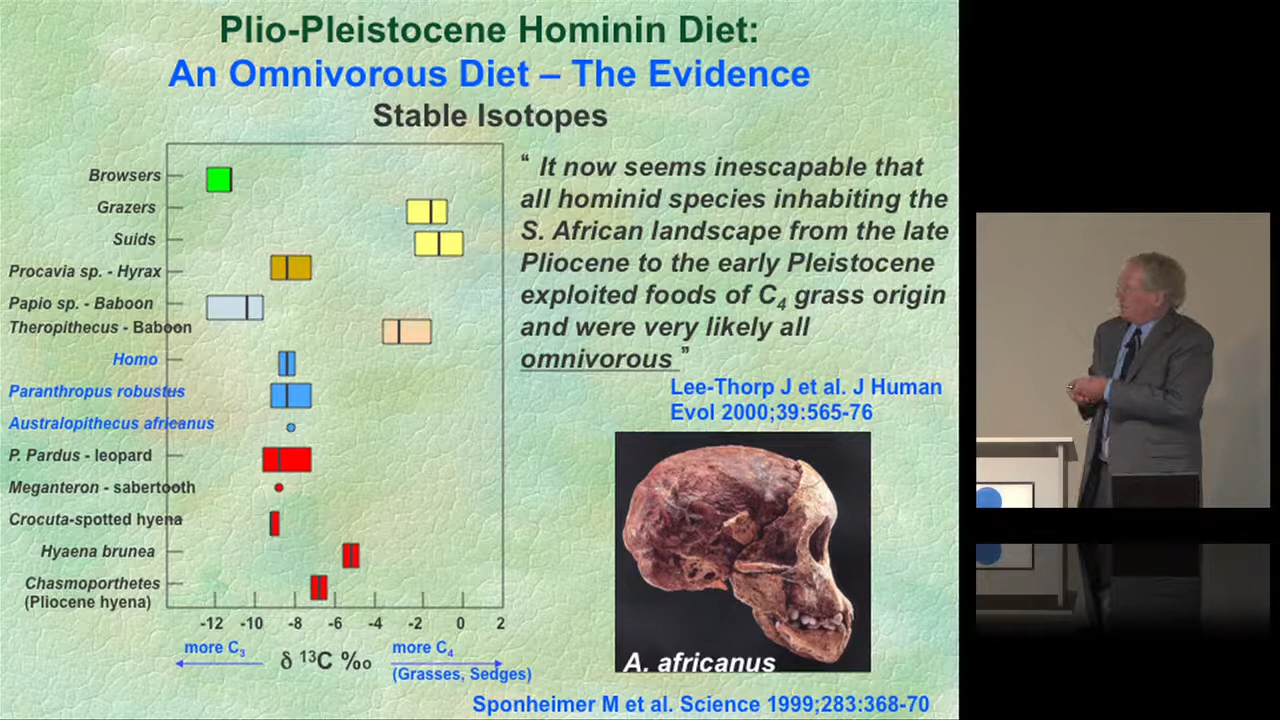 Plio-Pleistocene Hominin Diet:
An Omnivorous Diet – The Evidence
Stable Isotopes
Browsers
Grazers
Suids
Procavia sp. - Hyrax
Papio sp. - Baboon
Theropithecus - Baboon
Homo
Paranthropus robustus
Australopithecus africanus
P. Pardus - leopard
Meganteron - sabertooth
Crocuta-spotted hyena
Hyaena brunea
Chasmoporthetes
(Pliocene hyena)
-12 -10 -8 -6 -4 -2 0 2
more C₃
δ ¹³C ‰
more C₄
(Grasses, Sedges)
“ It now seems inescapable that
all hominid species inhabiting the
S. African landscape from the late
Pliocene to the early Pleistocene
exploited foods of C₄ grass origin
and were very likely all
omnivorous ”
Lee-Thorp J et al. J Human
Evol 2000;39:565-76
A. africanus
Sponheimer M et al. Science 1999;283:368-70